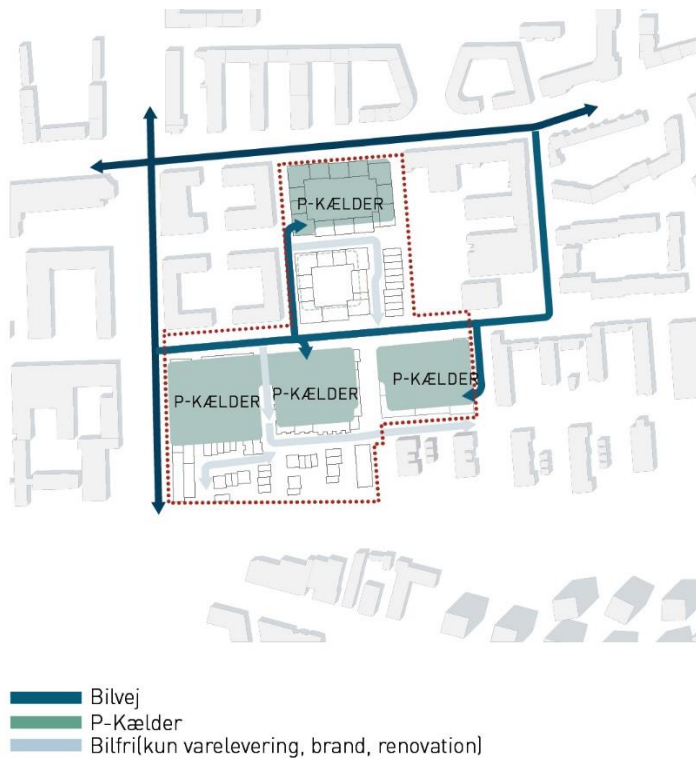 P-KÆLDER
P-KÆLDER
P-KÆLDER
P-KÆLDER
Bilvej
P-Kælder
Bilfri(kun varelevering, brand, renovation)